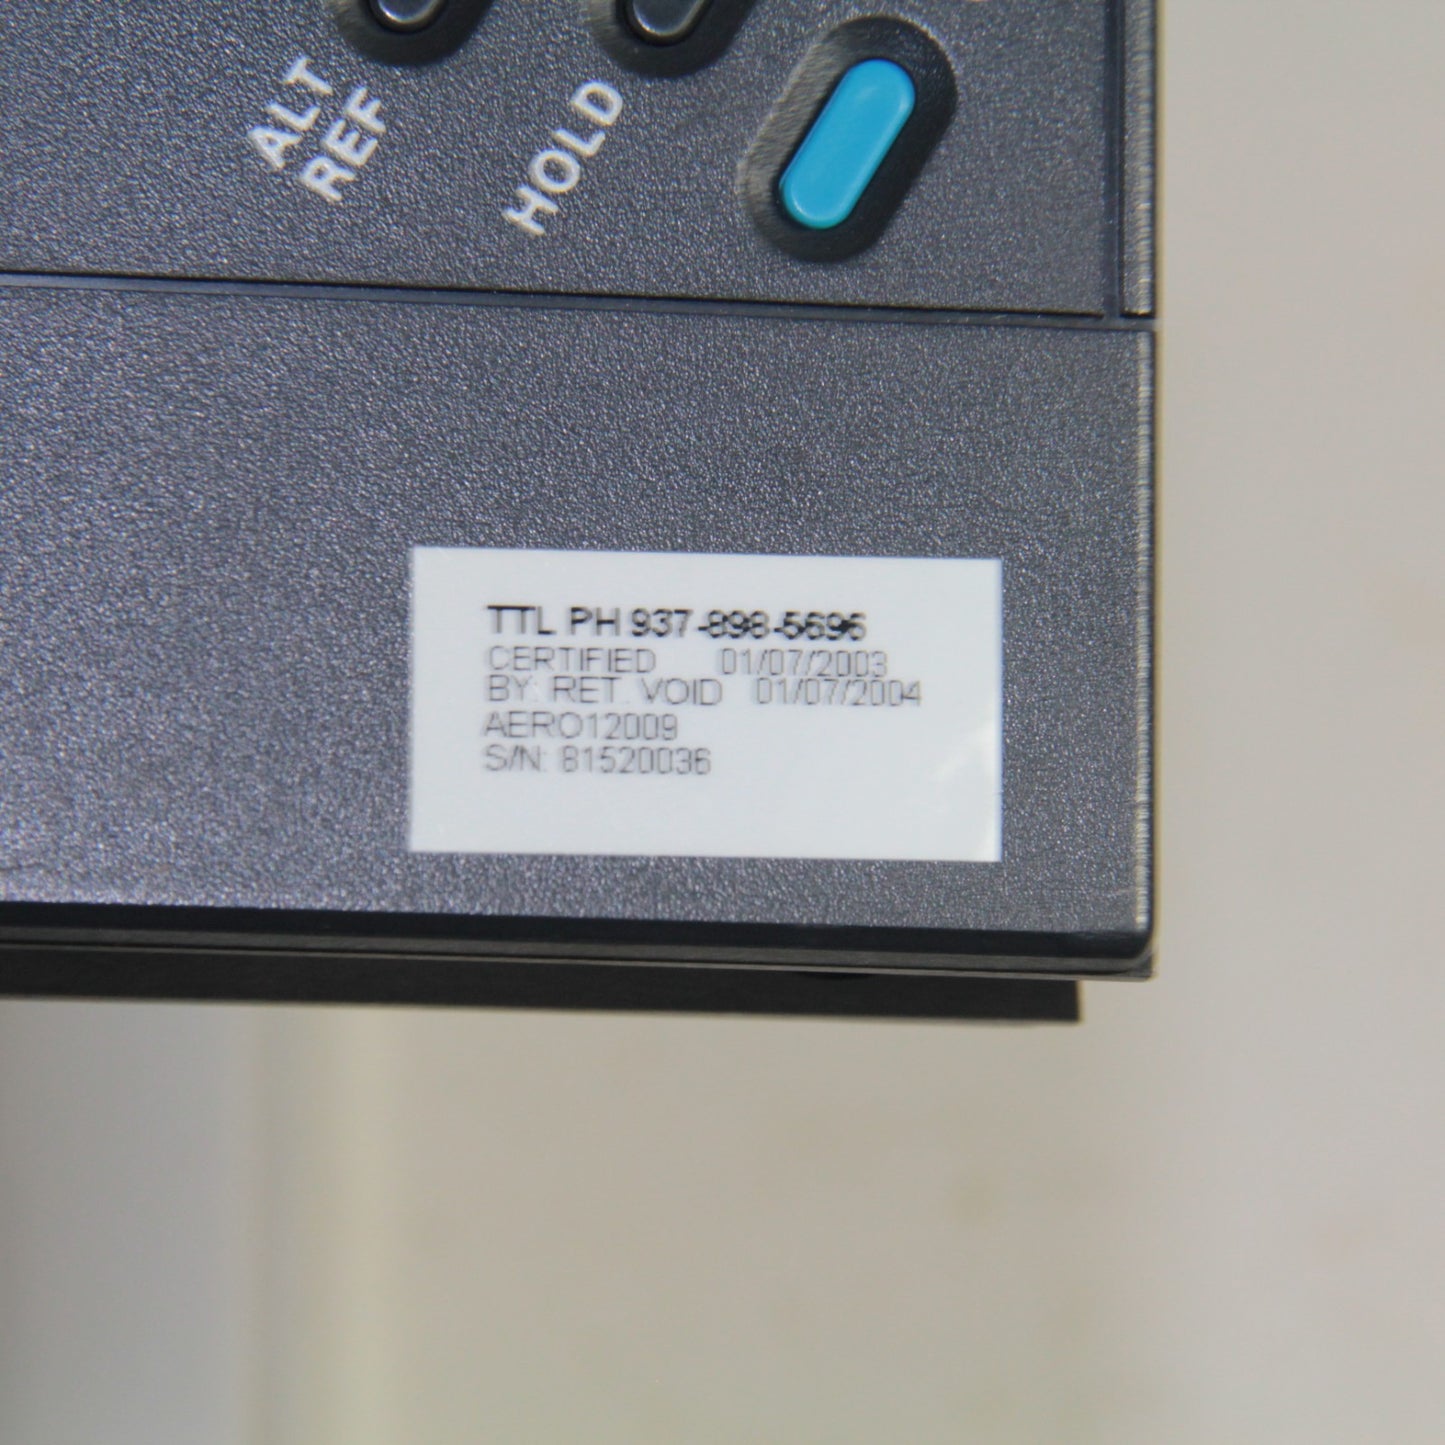 ALT
REF
HOLD
TTL PH 937-898-5696
CERTIFIED 01/07/2003
BY: RET. VOID 01/07/2004
AERO12009
S/N: 81520036